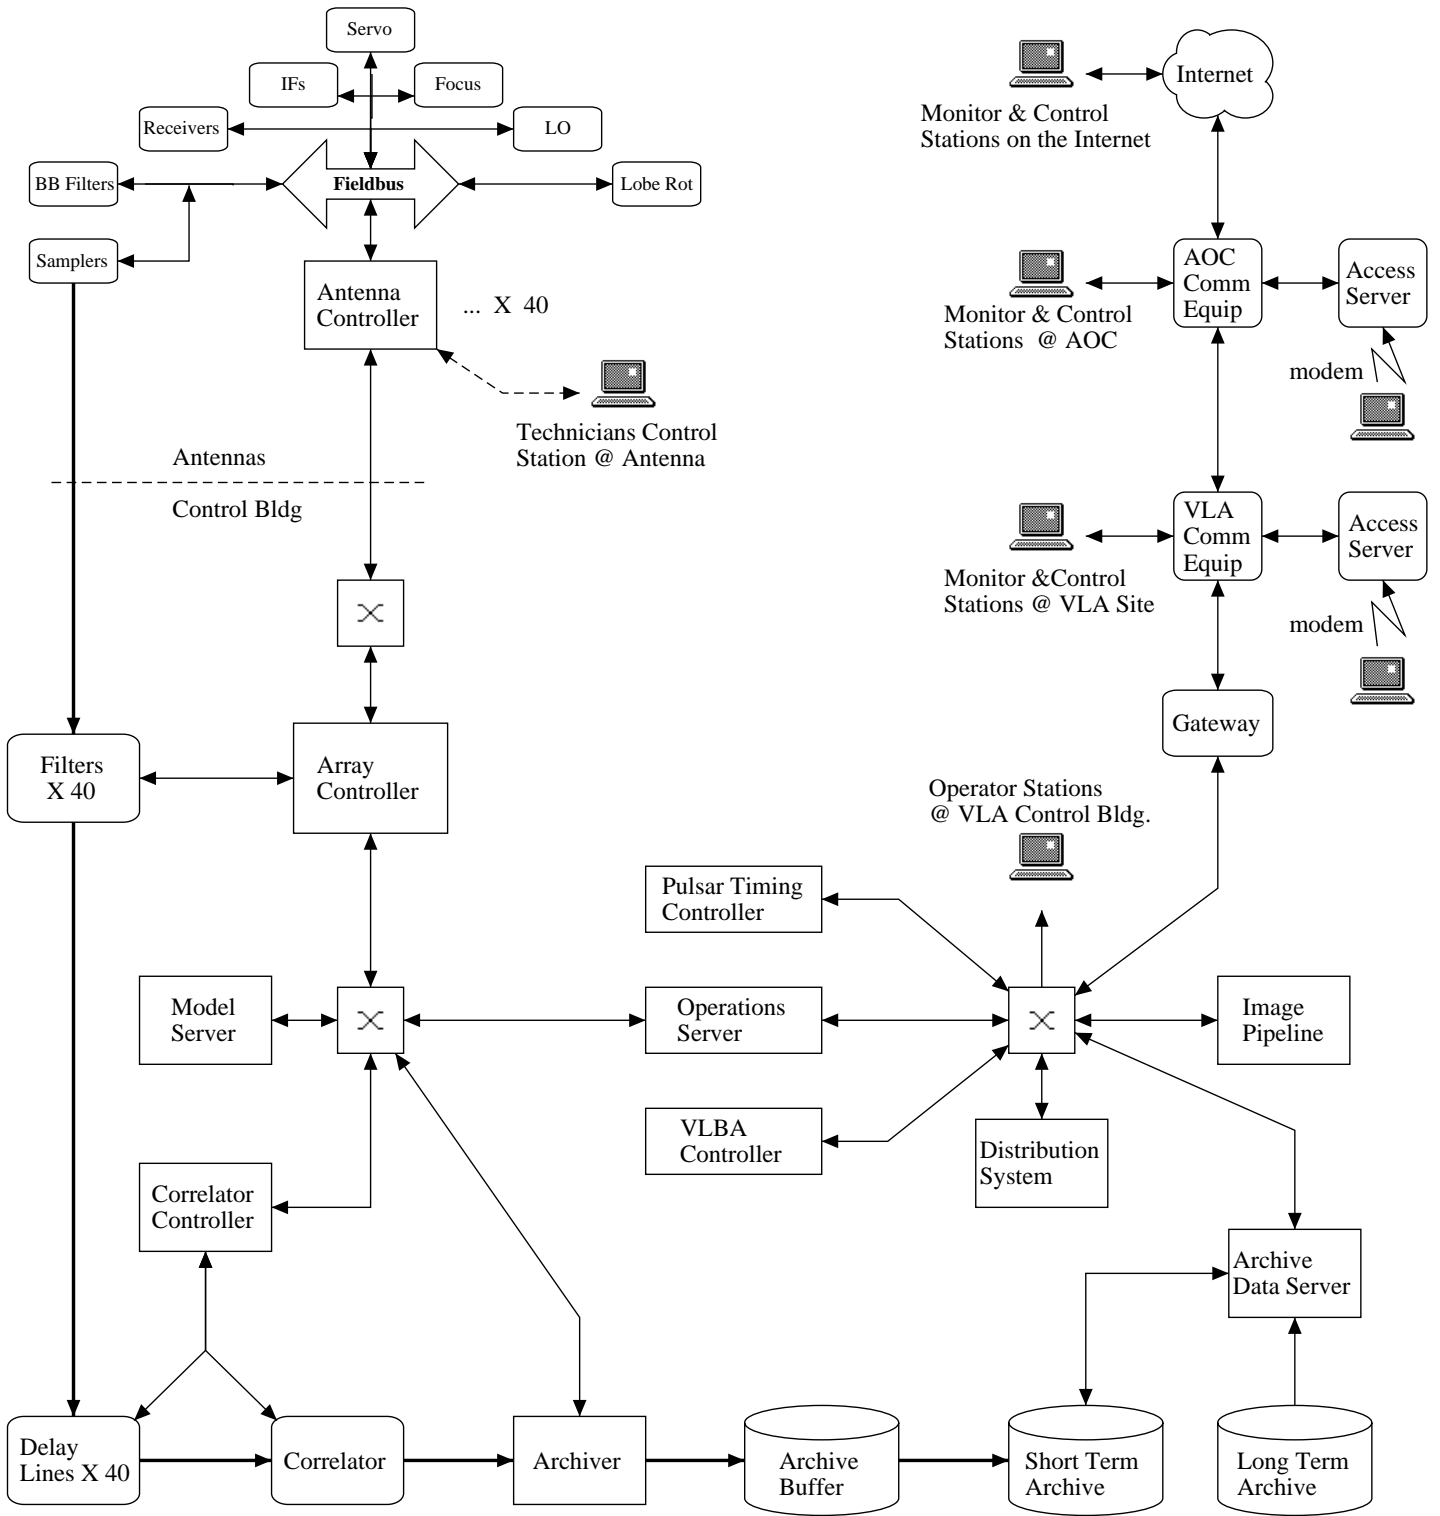 Servo
IFs
Focus
Receivers
LO
BB Filters
Fieldbus
Lobe Rot
Samplers
Antenna
Controller
... X 40
Technicians Control
Station @ Antenna
Antennas
Control Bldg
Filters
X 40
Array
Controller
Model
Server
Correlator
Controller
Delay
Lines X 40
Correlator
Archiver
Archive
Buffer
Short Term
Archive
Long Term
Archive
Archive
Data Server
Pulsar Timing
Controller
Operations
Server
VLBA
Controller
Distribution
System
Image
Pipeline
Operator Stations
@ VLA Control Bldg.
Gateway
Monitor &Control
Stations @ VLA Site
VLA
Comm
Equip
Access
Server
modem
Monitor & Control
Stations @ AOC
AOC
Comm
Equip
Access
Server
modem
Monitor & Control
Stations on the Internet
Internet